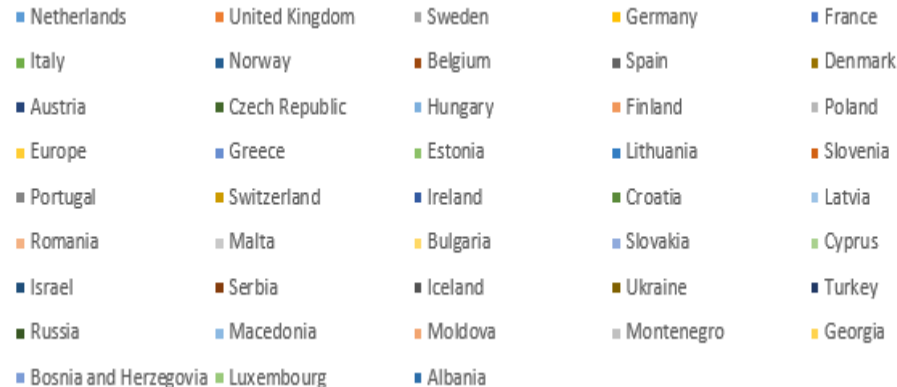 Netherlands United Kingdom Sweden Germany France
Italy Norway Belgium Spain Denmark
Austria Czech Republic Hungary Finland Poland
Europe Greece Estonia Lithuania Slovenia
Portugal Switzerland Ireland Croatia Latvia
Romania Malta Bulgaria Slovakia Cyprus
Israel Serbia Iceland Ukraine Turkey
Russia Macedonia Moldova Montenegro Georgia
Bosnia and Herzegovia Luxembourg Albania